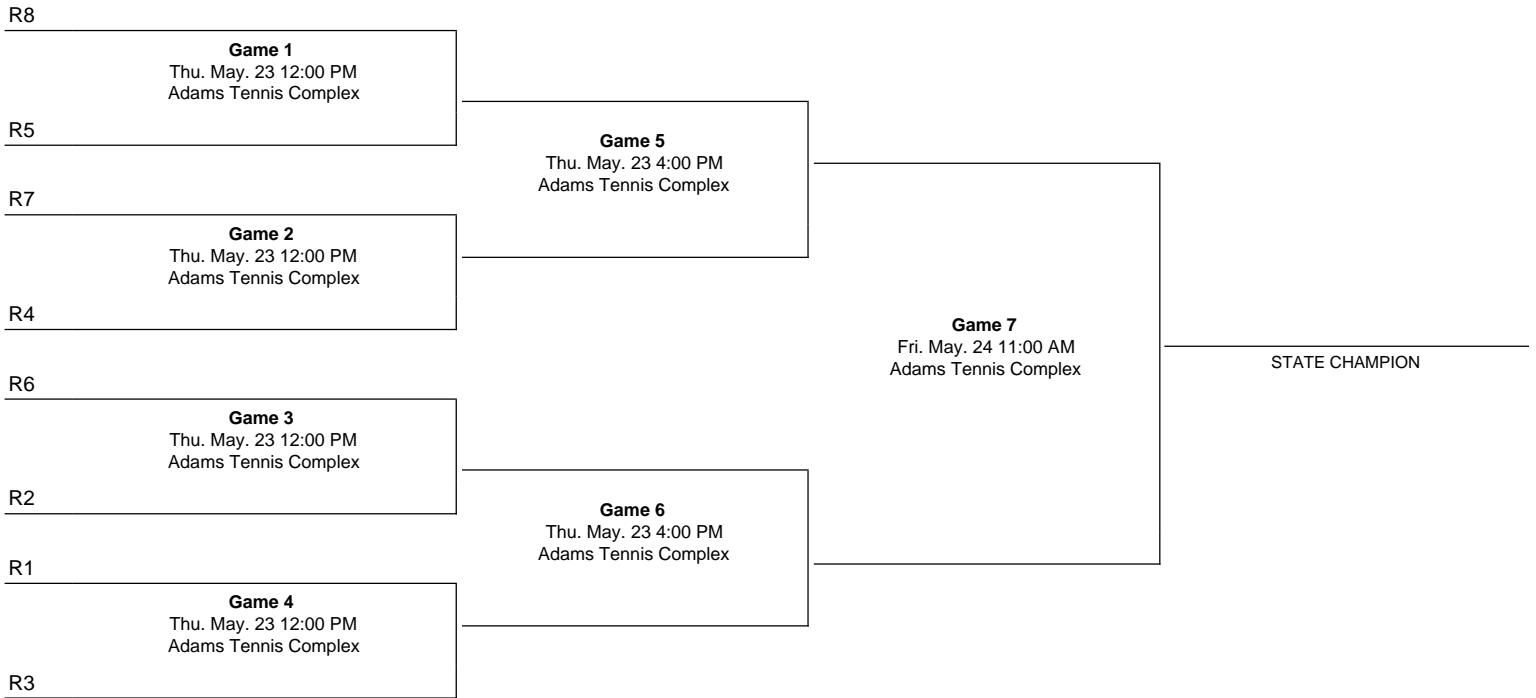 R8
Game 1
Thu. May. 23 12:00 PM
Adams Tennis Complex
R5
R7
Game 2
Thu. May. 23 12:00 PM
Adams Tennis Complex
R4
R6
Game 3
Thu. May. 23 12:00 PM
Adams Tennis Complex
R2
R1
Game 4
Thu. May. 23 12:00 PM
Adams Tennis Complex
R3
Game 5
Thu. May. 23 4:00 PM
Adams Tennis Complex
Game 6
Thu. May. 23 4:00 PM
Adams Tennis Complex
Game 7
Fri. May. 24 11:00 AM
Adams Tennis Complex
STATE CHAMPION